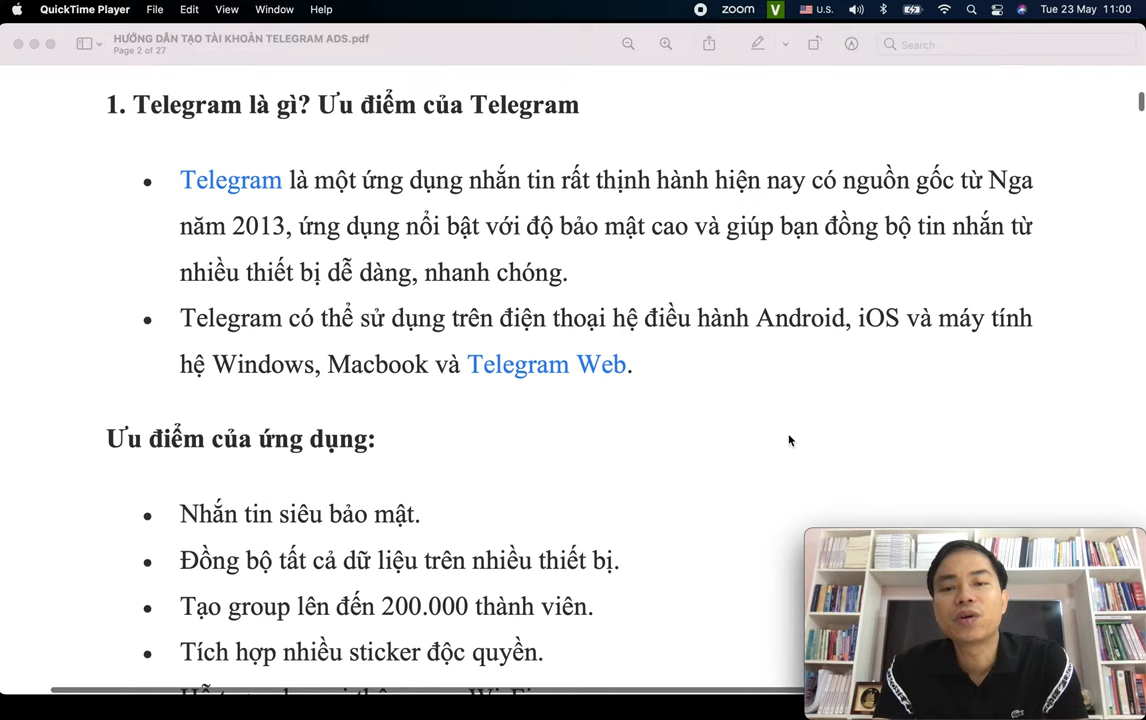 QuickTime Player File Edit View Window Help zoom V U.S. Tue 23 May 11:00
HƯỚNG DẪN TẠO TÀI KHOẢN TELEGRAM ADS.pdf
Page 2 of 27
Search
1. Telegram là gì? Ưu điểm của Telegram
• Telegram là một ứng dụng nhắn tin rất thịnh hành hiện nay có nguồn gốc từ Nga
năm 2013, ứng dụng nổi bật với độ bảo mật cao và giúp bạn đồng bộ tin nhắn từ
nhiều thiết bị dễ dàng, nhanh chóng.
• Telegram có thể sử dụng trên điện thoại hệ điều hành Android, iOS và máy tính
hệ Windows, Macbook và Telegram Web.
Ưu điểm của ứng dụng:
• Nhắn tin siêu bảo mật.
• Đồng bộ tất cả dữ liệu trên nhiều thiết bị.
• Tạo group lên đến 200.000 thành viên.
• Tích hợp nhiều sticker độc quyền.